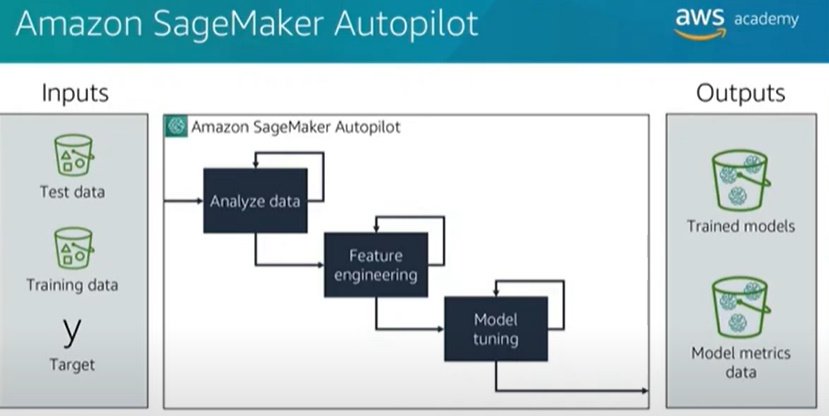 Amazon SageMaker Autopilot
aws academy
Inputs
Test data
Training data
y
Target
Amazon SageMaker Autopilot
Analyze data
Feature
engineering
Model
tuning
Outputs
Trained models
Model metrics
data